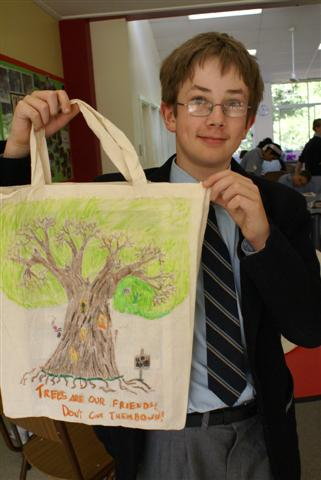 TREES ARE OUR FRIENDS!
DON'T CUT THEM DOWN!